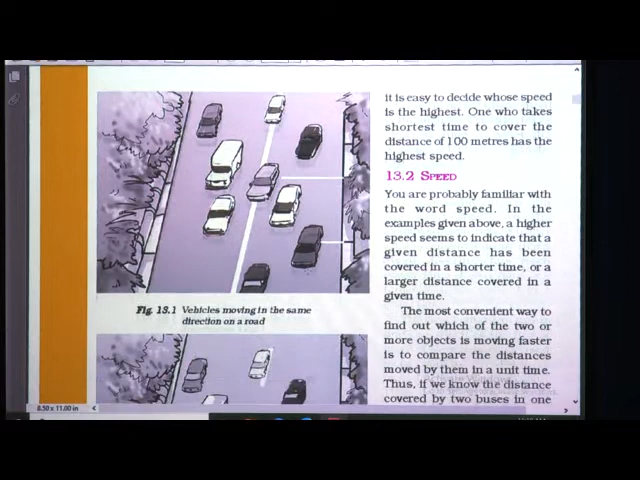 it is easy to decide whose speed
is the highest. One who takes
shortest time to cover the
distance of 100 metres has the
highest speed.
13.2 SPEED
You are probably familiar with
the word speed. In the
examples given above, a higher
speed seems to indicate that a
given distance has been
covered in a shorter time, or a
larger distance covered in a
given time.
The most convenient way to
find out which of the two or
more objects is moving faster
is to compare the distances
moved by them in a unit time.
Thus, if we know the distance
covered by two buses in one
Fig. 13.1 Vehicles moving in the same
direction on a road
8.50 x 11.00 in